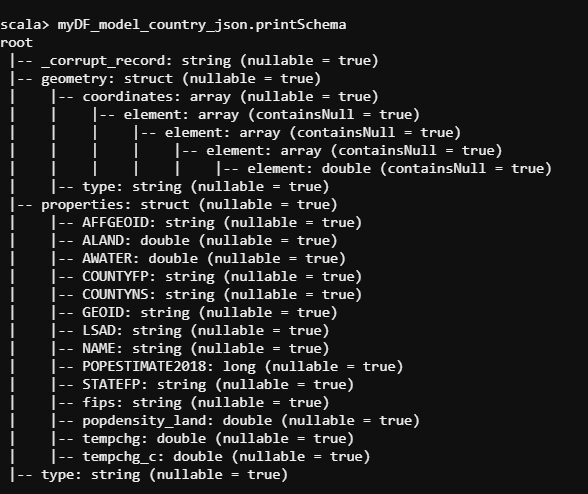 scala> myDF_model_country_json.printSchema
root
 |-- _corrupt_record: string (nullable = true)
 |-- geometry: struct (nullable = true)
 |    |-- coordinates: array (nullable = true)
 |    |    |-- element: array (containsNull = true)
 |    |    |    |-- element: array (containsNull = true)
 |    |    |    |    |-- element: array (containsNull = true)
 |    |    |    |    |    |-- element: double (containsNull = true)
 |    |-- type: string (nullable = true)
 |-- properties: struct (nullable = true)
 |    |-- AFFGEOID: string (nullable = true)
 |    |-- ALAND: double (nullable = true)
 |    |-- AWATER: double (nullable = true)
 |    |-- COUNTYFP: string (nullable = true)
 |    |-- COUNTYNS: string (nullable = true)
 |    |-- GEOID: string (nullable = true)
 |    |-- LSAD: string (nullable = true)
 |    |-- NAME: string (nullable = true)
 |    |-- POPESTIMATE2018: long (nullable = true)
 |    |-- STATEFP: string (nullable = true)
 |    |-- fips: string (nullable = true)
 |    |-- popdensity_land: double (nullable = true)
 |    |-- tempchg: double (nullable = true)
 |    |-- tempchg_c: double (nullable = true)
 |-- type: string (nullable = true)